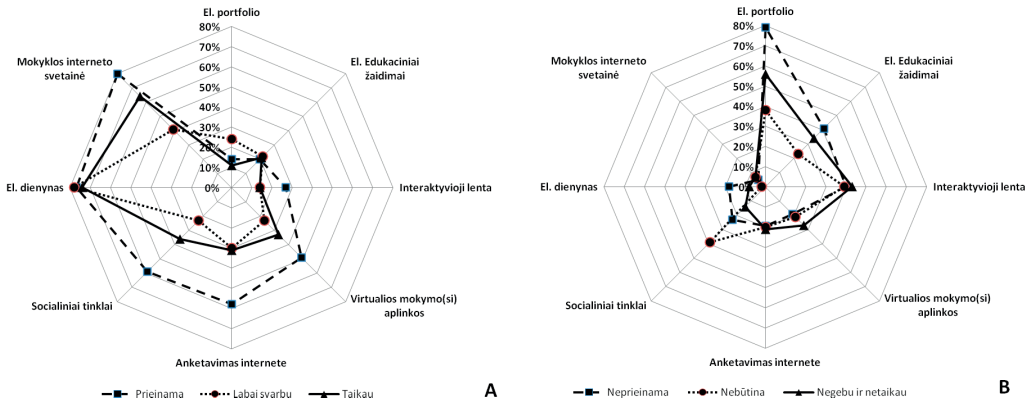 El. portfolio
80%
70%
60%
50%
40%
30%
20%
10%
0%
El. Edukaciniai
žaidimai
Interaktyvioji lenta
Virtualios mokymo(si)
aplinkos
Anketavimas internete
Socialiniai tinklai
El. dienynas
Mokyklos interneto
svetainė
Prieinama
Labai svarbu
Taikau
A
El. portfolio
80%
70%
60%
50%
40%
30%
20%
10%
0%
El. Edukaciniai
žaidimai
Interaktyvioji lenta
Virtualios mokymo(si)
aplinkos
Anketavimas internete
Socialiniai tinklai
El. dienynas
Mokyklos interneto
svetainė
Neprieinama
Nebūtina
Negebu ir netaikau
B